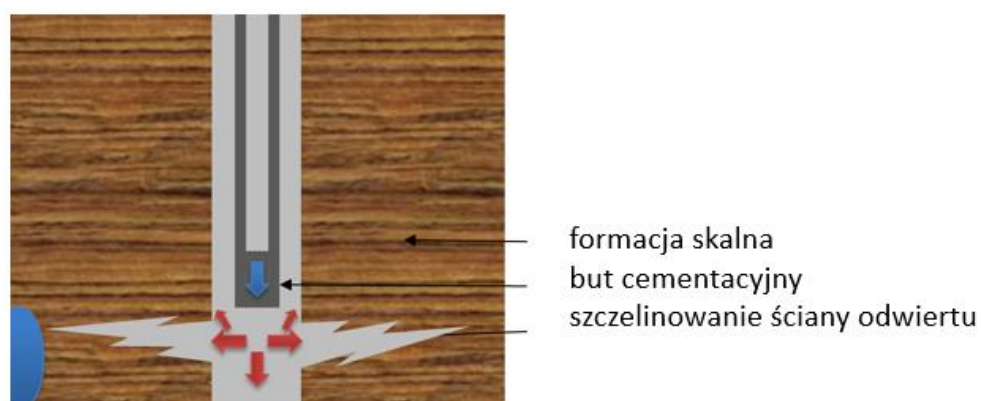 formacja skalna
but cementacyjny
szczelinowanie ściany odwiertu